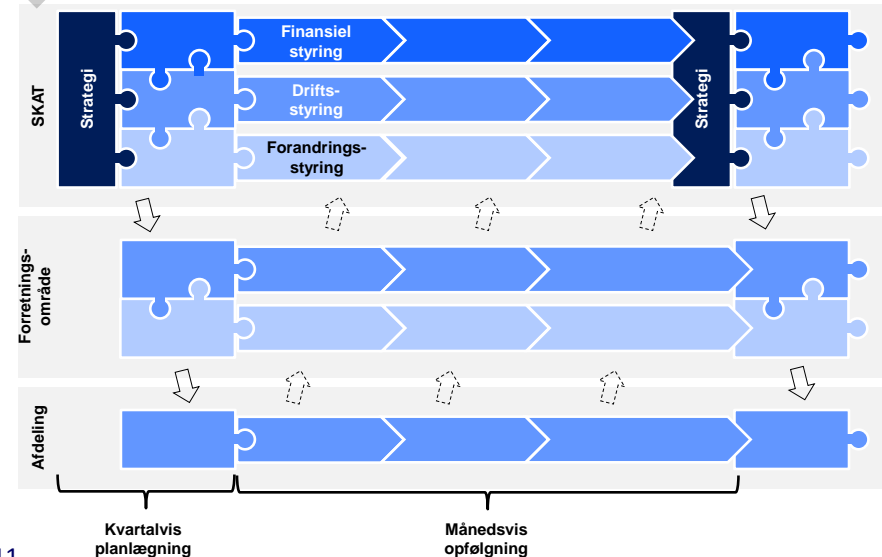 SKAT
Strategi
Finansiel
styring
Drifts-
styring
Forandrings-
styring
Strategi
Forretnings-
område
Afdeling
Kvartalvis
planlægning
Månedsvis
opfølgning